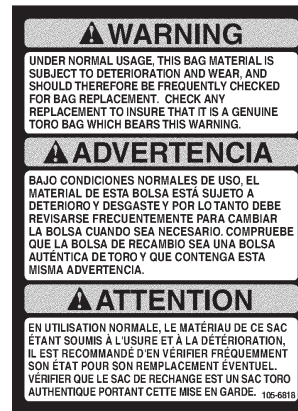 WARNING
UNDER NORMAL USAGE, THIS BAG MATERIAL IS
SUBJECT TO DETERIORATION AND WEAR, AND
SHOULD THEREFORE BE FREQUENTLY CHECKED
FOR BAG REPLACEMENT. CHECK ANY
REPLACEMENT TO INSURE THAT IT IS A GENUINE
TORO BAG WHICH BEARS THIS WARNING.
ADVERTENCIA
BAJO CONDICIONES NORMALES DE USO, EL
MATERIAL DE ESTA BOLSA ESTÁ SUJETO A
DETERIORO Y DESGASTE Y POR LO TANTO DEBE
REVISARSE FRECUENTEMENTE PARA CAMBIAR
LA BOLSA CUANDO SEA NECESARIO. COMPRUEBE
QUE LA BOLSA DE RECAMBIO SEA UNA BOLSA
AUTÉNTICA DE TORO Y QUE CONTENGA ESTA
MISMA ADVERTENCIA.
ATTENTION
EN UTILISATION NORMALE, LE MATÉRIAU DE CE SAC
ÉTANT SOUMIS À L'USURE ET À LA DÉTÉRIORATION,
IL EST RECOMMANDÉ D'EN VÉRIFIER FRÉQUEMMENT
SON ÉTAT POUR SON REMPLACEMENT ÉVENTUEL.
VÉRIFIER QUE LE SAC DE RECHANGE EST UN SAC TORO
AUTHENTIQUE PORTANT CETTE MISE EN GARDE. 105-6818